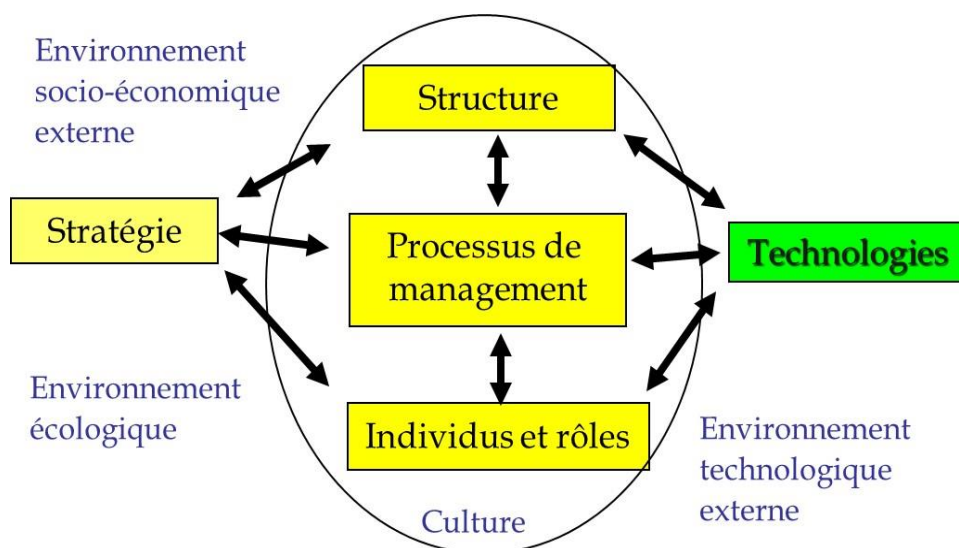 Environnement
socio-économique
externe
Structure
Stratégie
Processus de
management
Technologies
Environnement
écologique
Individus et rôles
Environnement
technologique
externe
Culture